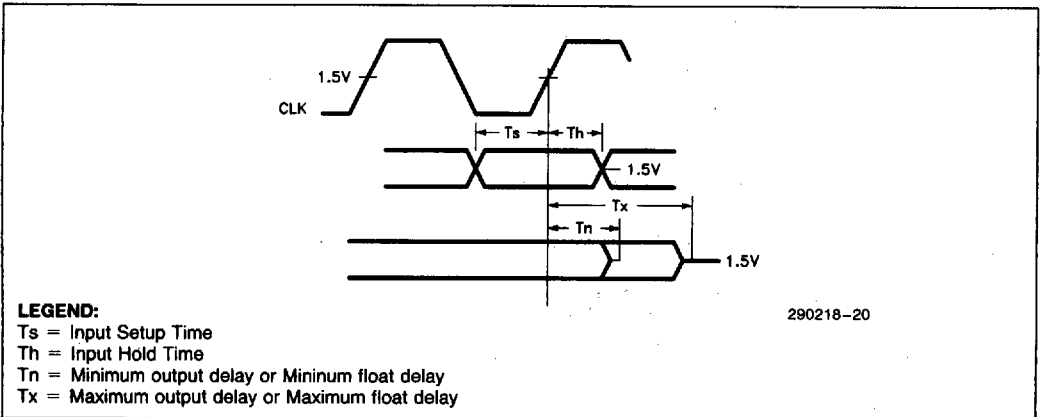 1.5V
CLK
Ts
Th
1.5V
Tx
Tn
1.5V
LEGEND:
290218-20
Ts = Input Setup Time
Th = Input Hold Time
Tn = Minimum output delay or Mininum float delay
Tx = Maximum output delay or Maximum float delay